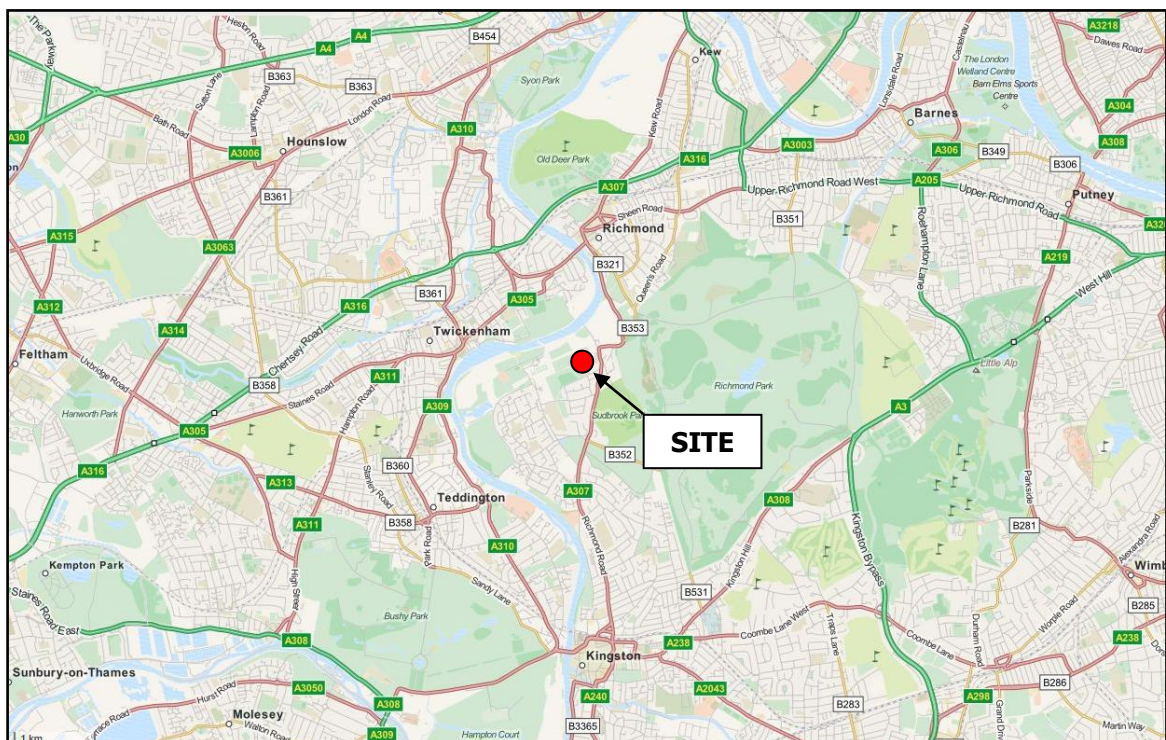 The Parkway
A4
A4
Heston Road
B454
B363
Sutton Lane
Lampton Road
B363
London Road
Syon Park
A310
Kew
Kew Road
Lonsdale Road
Castelnau
A3218
Dawes Road
The London
Wetland Centre
Barn Elms Sports
Centre
A304
A308
Barnes
A30
Bath Road
A3006
Hounslow
Old Deer Park
A316
A3003
A306
B349
B306
A307
Upper Richmond Road West
A205
Upper Richmond Road
Putney
B361
Sheen Road
Richmond
B351
A315
A3063
B321
Queen's Road
Roehampton Lane
A219
West Hill
A312
A316
Chertsey Road
B361
A305
Twickenham
B353
A314
Feltham
Uxbridge Road
Little Alp
B358
Staines Road
A311
Hampton Road
Richmond Park
Hanworth Park
A309
A3
A305
Sudbrook Park
SITE
A316
B360
B352
Stanley Road
A313
Teddington
A307
A308
Parkside
A311
B358
Park Road
A310
Richmond Road
Kingston Hill
Kingston Bypass
B281
Alexandra Road
Kempton Park
Sandy Lane
High Street
B531
Staines Road East
Bushy Park
Coombe Lane West
Traps Lane
Worple Road
B285
A308
A238
Coombe Lane
Durham Road
A238
Sunbury-on-Thames
Kingston
A3050
Hurst Road
A240
A2043
B286
A308
A298
B283
Molesey
Walton Road
A309
Hampton Court
B3365
Martin Way
1 km